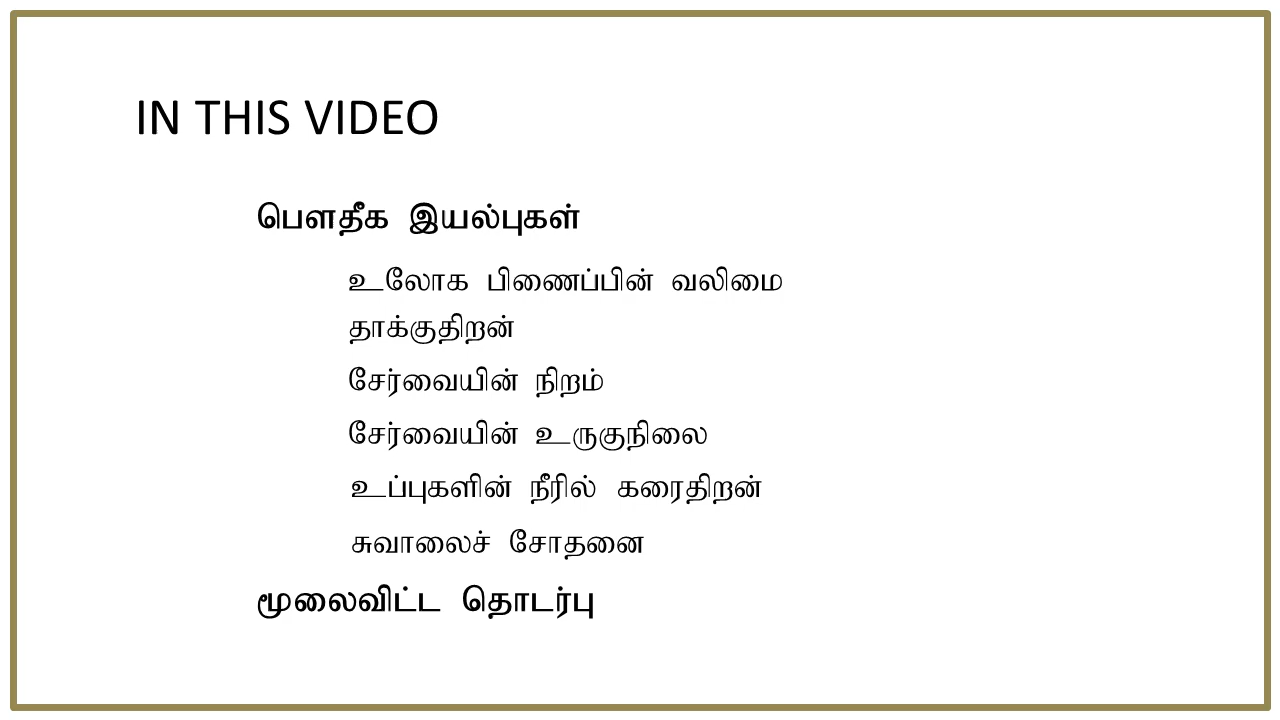 IN THIS VIDEO
பௌதீக இயல்புகள்
உலோக பிணைப்பின் வலிமை
தாக்குதிறன்
சேர்வையின் நிறம்
சேர்வையின் உருகுநிலை
உப்புகளின் நீரில் கரைதிறன்
சுவாலைச் சோதனை
மூலைவிட்ட தொடர்பு